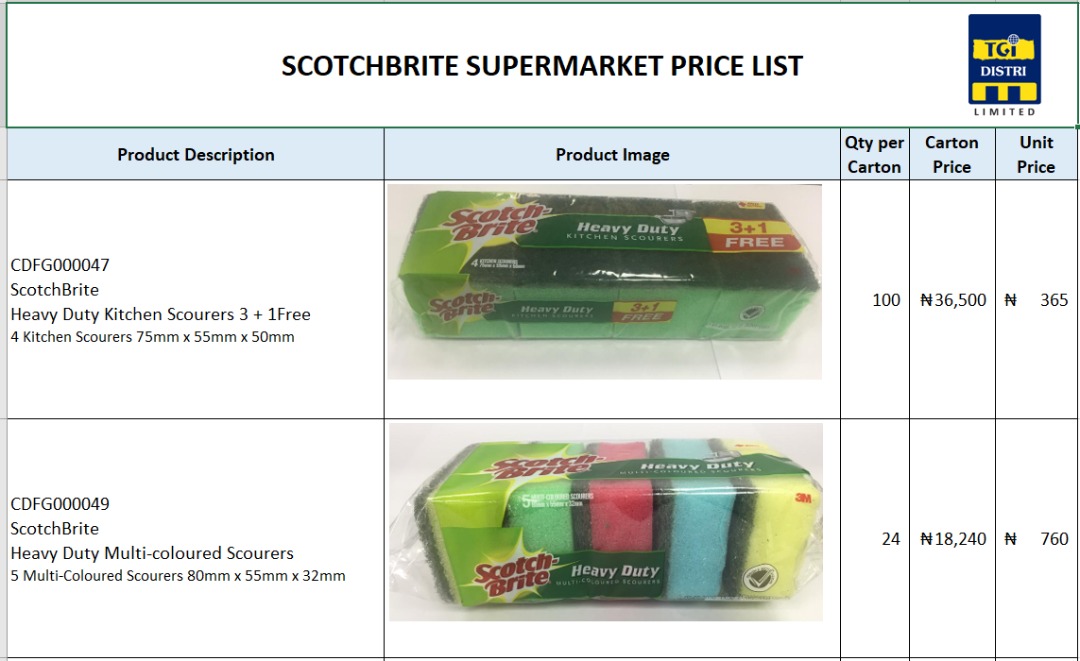 SCOTCHBRITE SUPERMARKET PRICE LIST
TGi
DISTRI
LIMITED
Product Description
Product Image
Qty per Carton
Carton Price
Unit Price
CDFG000047
ScotchBrite
Heavy Duty Kitchen Scourers 3 + 1Free
4 Kitchen Scourers 75mm x 55mm x 50mm
Scotch-
Brite
Heavy Duty
KITCHEN SCOURERS
3+1
FREE
4 KITCHEN SCOURERS
Scotch-
Brite
Heavy Duty
KITCHEN SCOURERS
3+1
FREE
100
₦36,500
₦ 365
CDFG000049
ScotchBrite
Heavy Duty Multi-coloured Scourers
5 Multi-Coloured Scourers 80mm x 55mm x 32mm
Scotch-
Brite
Heavy Duty
MULTI-COLOURED SCOURERS
5 MULTI-COLOURED SCOURERS
3M
Scotch-
Brite
Heavy Duty
MULTI-COLOURED SCOURERS
24
₦18,240
₦ 760